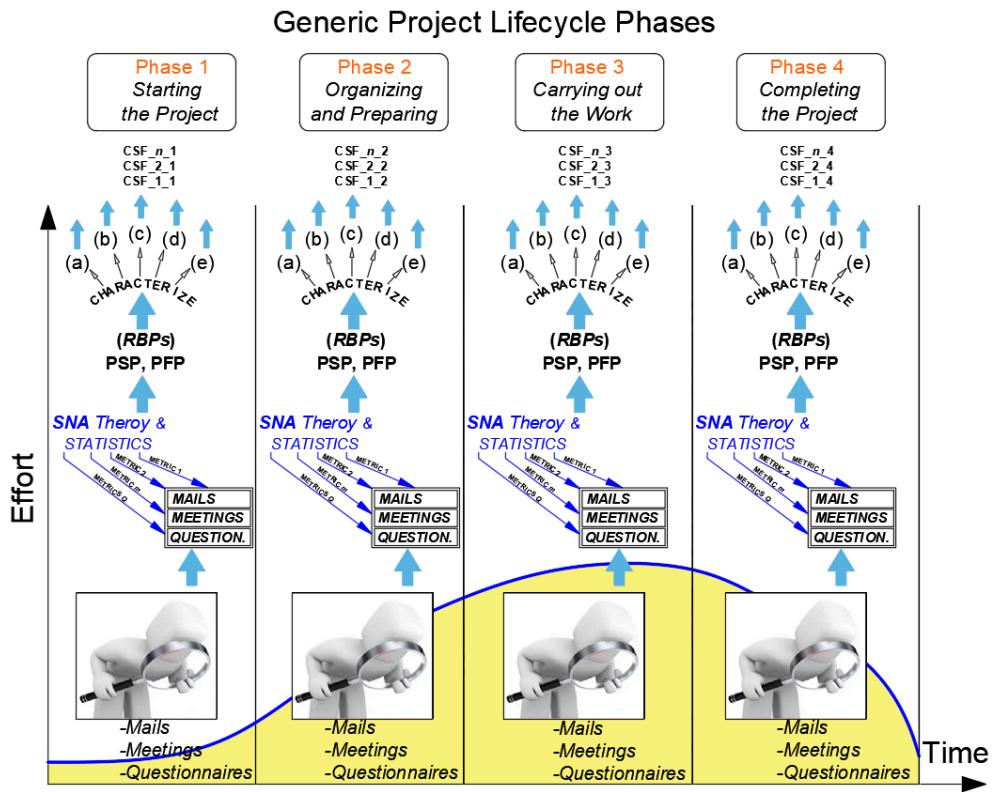 Generic Project Lifecycle Phases
Phase 1
Starting
the Project
Phase 2
Organizing
and Preparing
Phase 3
Carrying out
the Work
Phase 4
Completing
the Project
CSF_n_1
CSF_2_1
CSF_1_1
CSF_n_2
CSF_2_2
CSF_1_2
CSF_n_3
CSF_2_3
CSF_1_3
CSF_n_4
CSF_2_4
CSF_1_4
(a) (b) (c) (d) (e)
CHARACTERIZE
(RBPs)
PSP, PFP
SNA Theroy &
STATISTICS
METRIC 1
METRIC 2
METRIC m
METRICS Q
MAILS
MEETINGS
QUESTION.
-Mails
-Meetings
-Questionnaires
(a) (b) (c) (d) (e)
CHARACTERIZE
(RBPs)
PSP, PFP
SNA Theroy &
STATISTICS
METRIC 1
METRIC 2
METRIC m
METRICS Q
MAILS
MEETINGS
QUESTION.
-Mails
-Meetings
-Questionnaires
(a) (b) (c) (d) (e)
CHARACTERIZE
(RBPs)
PSP, PFP
SNA Theroy &
STATISTICS
METRIC 1
METRIC 2
METRIC m
METRICS Q
MAILS
MEETINGS
QUESTION.
-Mails
-Meetings
-Questionnaires
(a) (b) (c) (d) (e)
CHARACTERIZE
(RBPs)
PSP, PFP
SNA Theroy &
STATISTICS
METRIC 1
METRIC 2
METRIC m
METRICS Q
MAILS
MEETINGS
QUESTION.
-Mails
-Meetings
-Questionnaires
Effort
Time